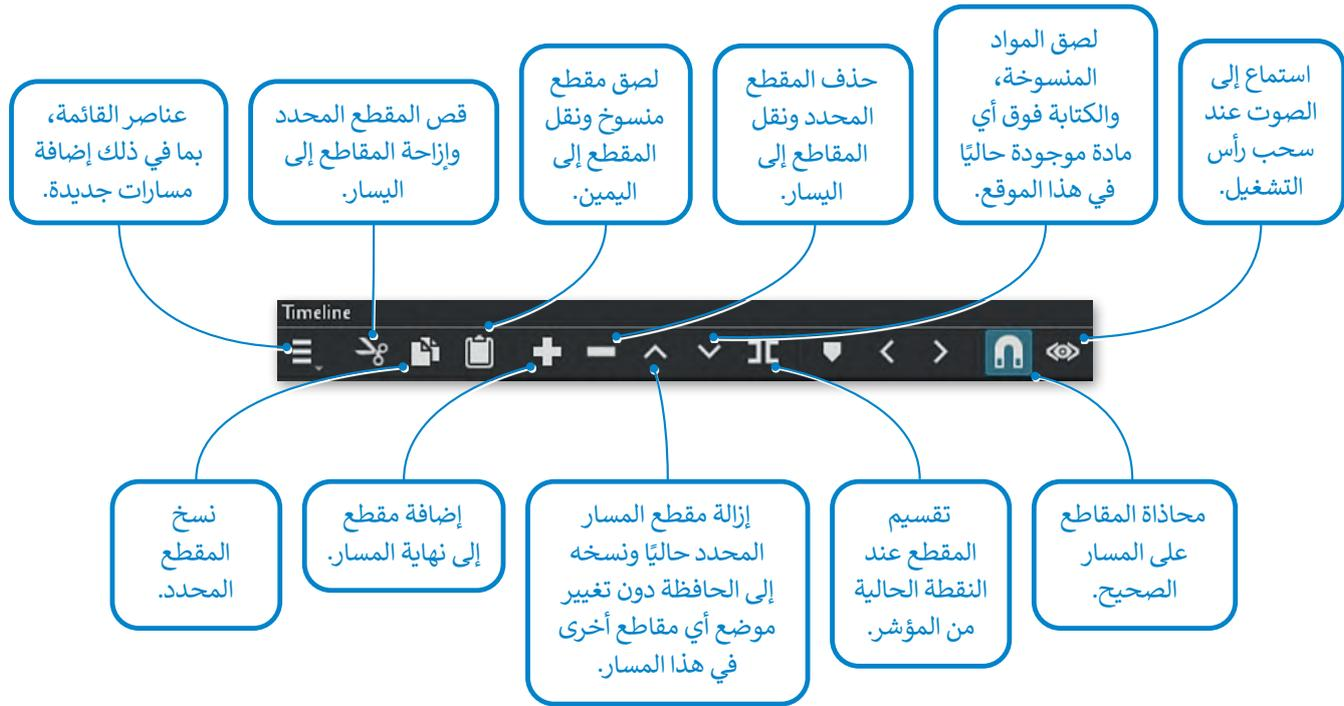 استماع إلى
الصوت عند
سحب رأس
التشغيل.
لصق المواد
المنسوخة،
والكتابة فوق أي
مادة موجودة حاليًا
في هذا الموقع.
حذف المقطع
المحدد ونقل
المقاطع إلى
اليسار.
لصق مقطع
منسوخ ونقل
المقطع إلى
اليمين.
قص المقطع المحدد
وإزاحة المقاطع إلى
اليسار.
عناصر القائمة،
بما في ذلك إضافة
مسارات جديدة.
Timeline
محاذاة المقاطع
على المسار
الصحيح.
تقسيم
المقطع عند
النقطة الحالية
من المؤشر.
إزالة مقطع المسار
المحدد حاليًا ونسخه
إلى الحافظة دون تغيير
موضع أي مقاطع أخرى
في هذا المسار.
إضافة مقطع
إلى نهاية المسار.
نسخ
المقطع
المحدد.